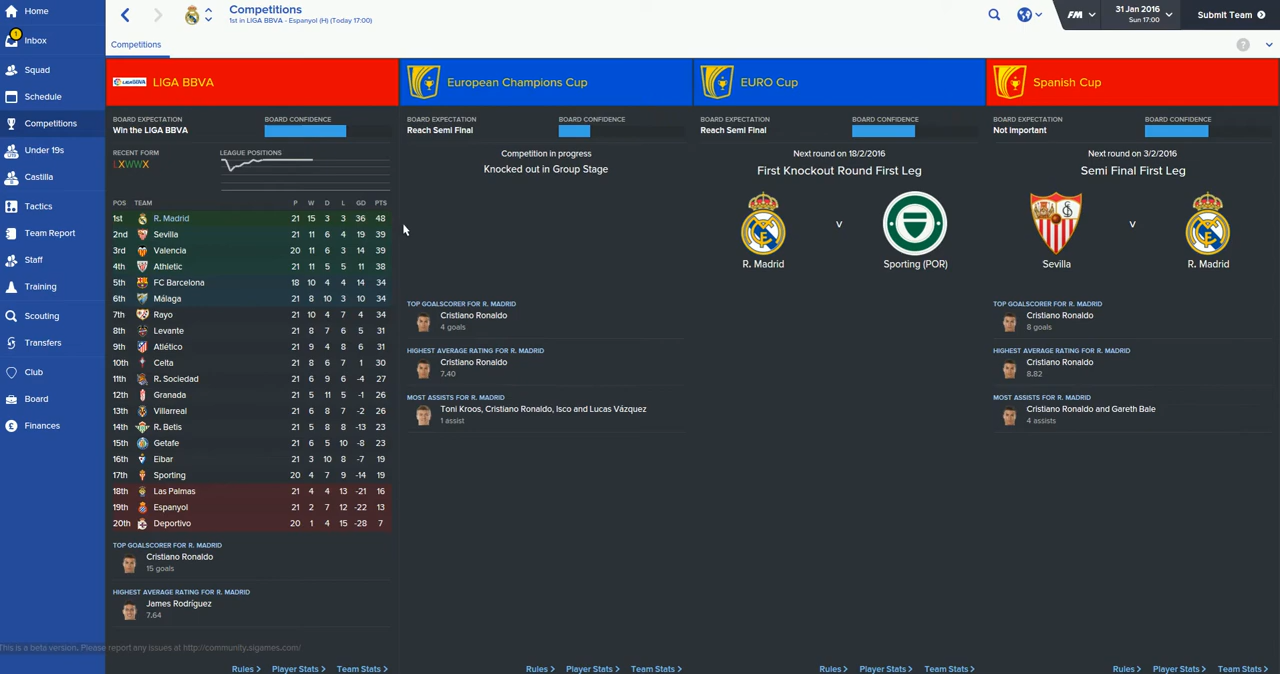 Home
Inbox
1
Squad
Schedule
Competitions
Under 19s
Castilla
Tactics
Team Report
Staff
Training
Scouting
Transfers
Club
Board
Finances
Competitions
1st in LIGA BBVA - Espanyol (H) (Today 17:00)
FM
31 Jan 2016
Sun 17:00
Submit Team
Competitions
?
LIGA BBVA
BOARD EXPECTATION BOARD CONFIDENCE
Win the LIGA BBVA
RECENT FORM LEAGUE POSITIONS
LXWWX
POS TEAM P W D L GD PTS
1st R. Madrid 21 15 3 3 36 48
2nd Sevilla 21 11 6 4 19 39
3rd Valencia 20 11 6 3 14 39
4th Athletic 21 11 5 5 11 38
5th FC Barcelona 18 10 4 4 14 34
6th Málaga 21 8 10 3 10 34
7th Rayo 21 10 4 7 4 34
8th Levante 21 8 7 6 5 31
9th Atlético 21 9 4 8 6 31
10th Celta 21 8 6 7 1 30
11th R. Sociedad 21 6 9 6 -4 27
12th Granada 21 5 11 5 -1 26
13th Villarreal 21 6 8 7 -2 26
14th R. Betis 21 5 8 8 -13 23
15th Getafe 21 6 5 10 -8 23
16th Eibar 21 3 10 8 -7 19
17th Sporting 20 4 7 9 -14 19
18th Las Palmas 21 4 4 13 -21 16
19th Espanyol 21 2 7 12 -22 13
20th Deportivo 20 1 4 15 -28 7
TOP GOALSCORER FOR R. MADRID
Cristiano Ronaldo
15 goals
HIGHEST AVERAGE RATING FOR R. MADRID
James Rodríguez
7.64
This is a beta version. Please report any issues at http://community.sigames.com/
Rules Player Stats Team Stats
European Champions Cup
BOARD EXPECTATION BOARD CONFIDENCE
Reach Semi Final
Competition in progress
Knocked out in Group Stage
TOP GOALSCORER FOR R. MADRID
Cristiano Ronaldo
4 goals
HIGHEST AVERAGE RATING FOR R. MADRID
Cristiano Ronaldo
7.40
MOST ASSISTS FOR R. MADRID
Toni Kroos, Cristiano Ronaldo, Isco and Lucas Vázquez
1 assist
Rules Player Stats Team Stats
EURO Cup
BOARD EXPECTATION BOARD CONFIDENCE
Reach Semi Final
Next round on 18/2/2016
First Knockout Round First Leg
v
R. Madrid Sporting (POR)
Rules Player Stats Team Stats
Spanish Cup
BOARD EXPECTATION BOARD CONFIDENCE
Not important
Next round on 3/2/2016
Semi Final First Leg
v
Sevilla R. Madrid
TOP GOALSCORER FOR R. MADRID
Cristiano Ronaldo
8 goals
HIGHEST AVERAGE RATING FOR R. MADRID
Cristiano Ronaldo
8.82
MOST ASSISTS FOR R. MADRID
Cristiano Ronaldo and Gareth Bale
4 assists
Rules Player Stats Team Stats